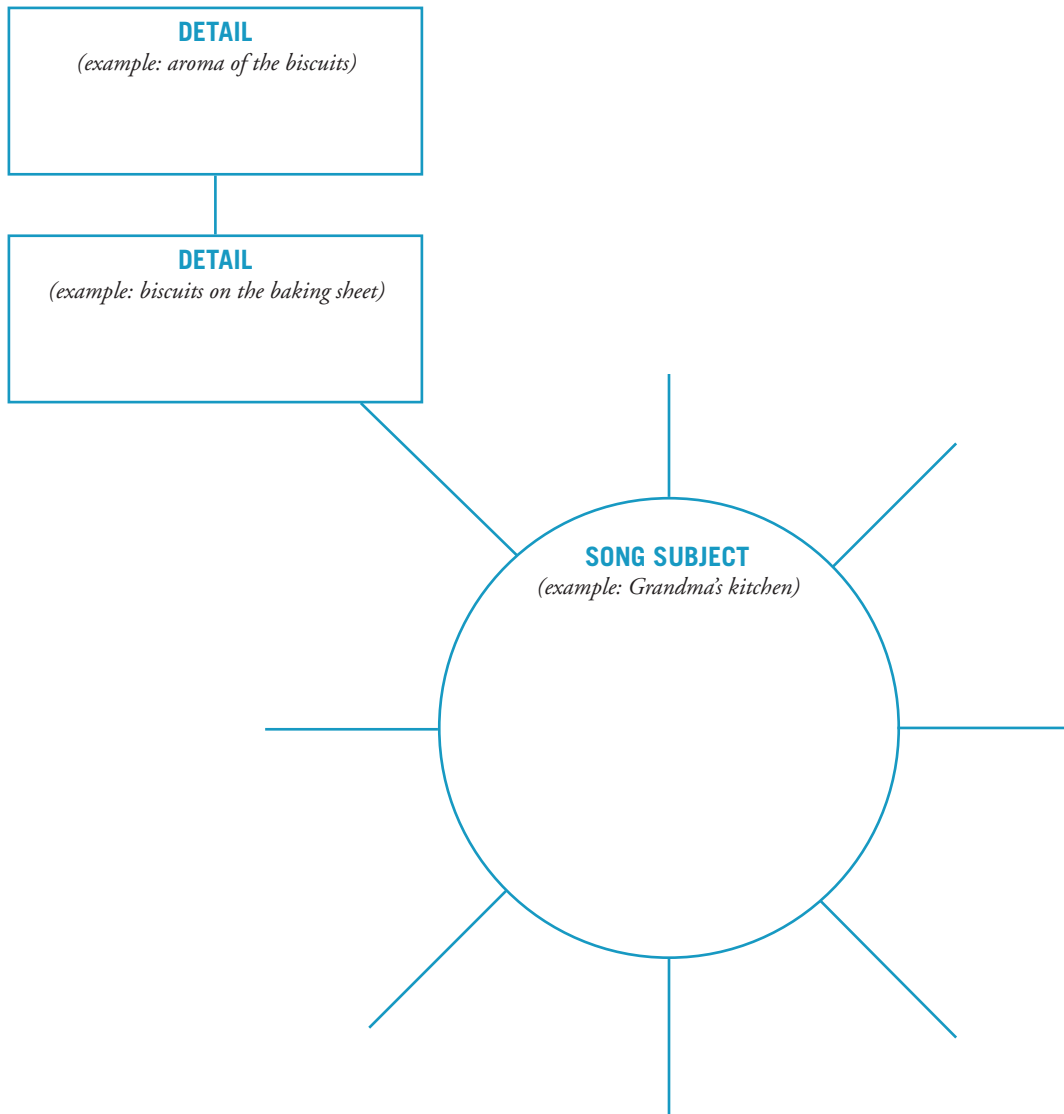 DETAIL
(example: aroma of the biscuits)
DETAIL
(example: biscuits on the baking sheet)
SONG SUBJECT
(example: Grandma’s kitchen)